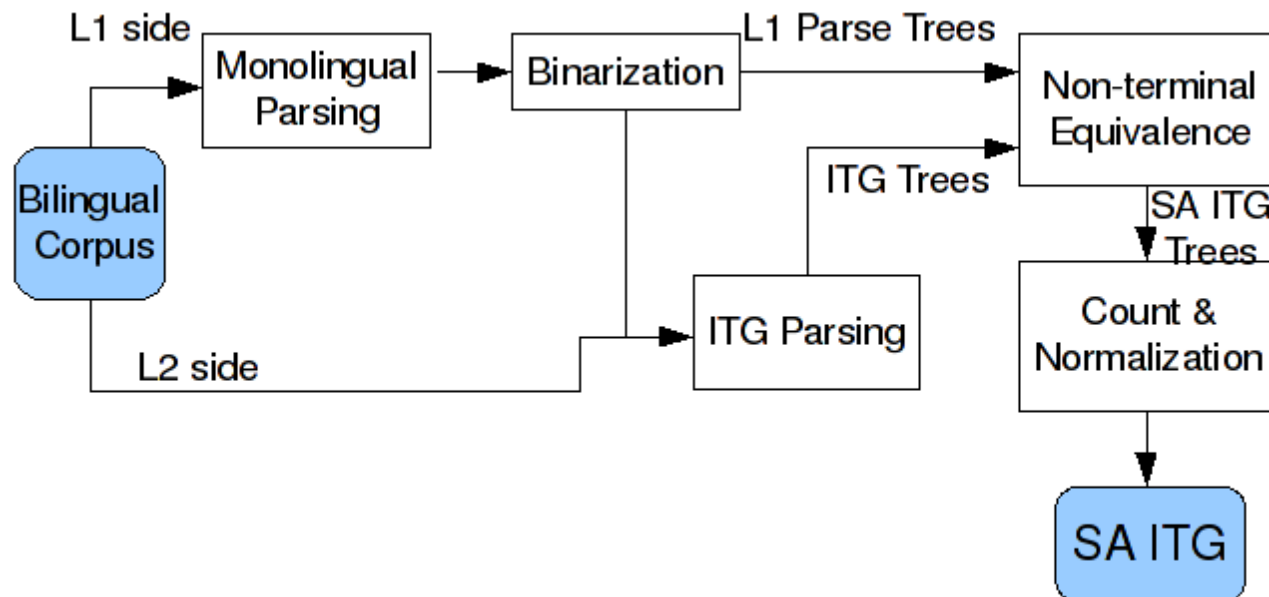 L1 side
Monolingual
Parsing
Binarization
L1 Parse Trees
Non-terminal
Equivalence
Bilingual
Corpus
ITG Trees
SA ITG
Trees
L2 side
ITG Parsing
Count &
Normalization
SA ITG